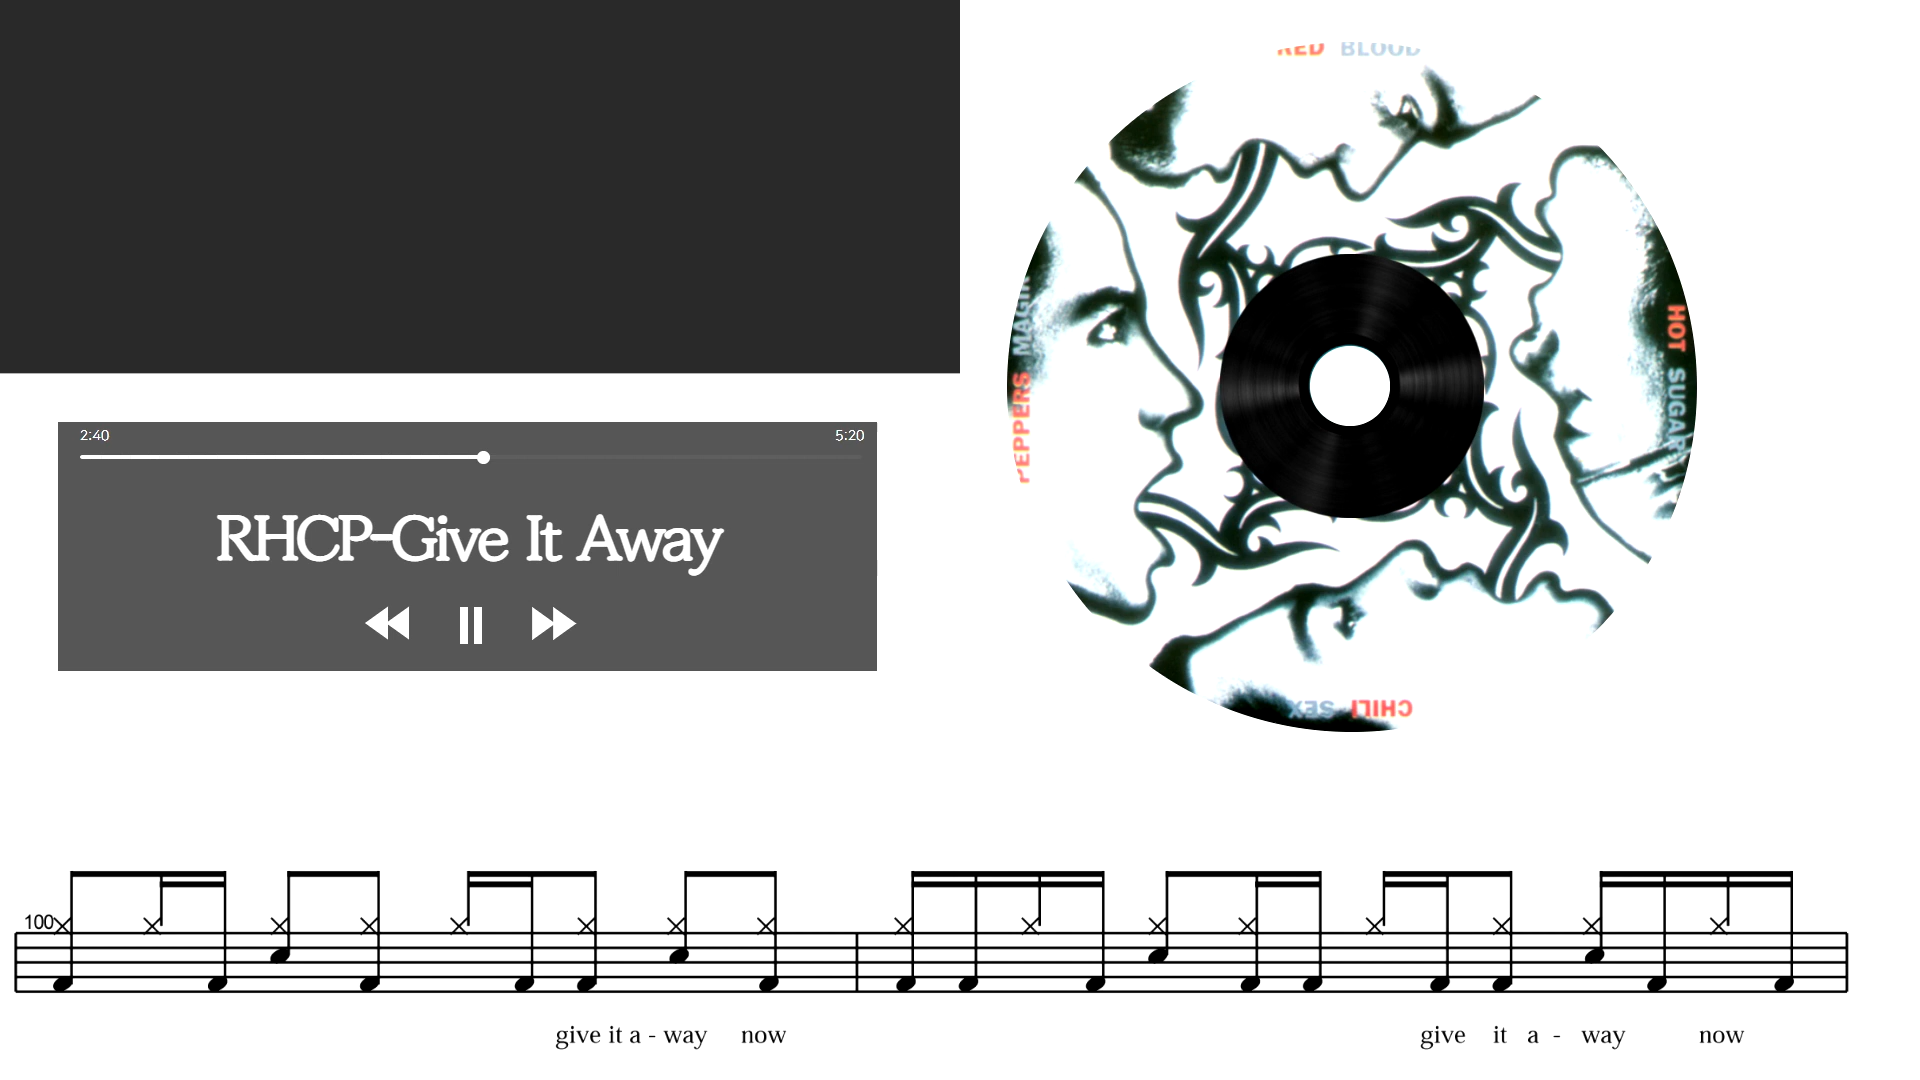 RED BLOOD
2:40 5:20
RHCP-Give It Away
PEPPERS MAGIK
HOT SUGAR
CHILI SEX
100
give it a - way now give it a - way now